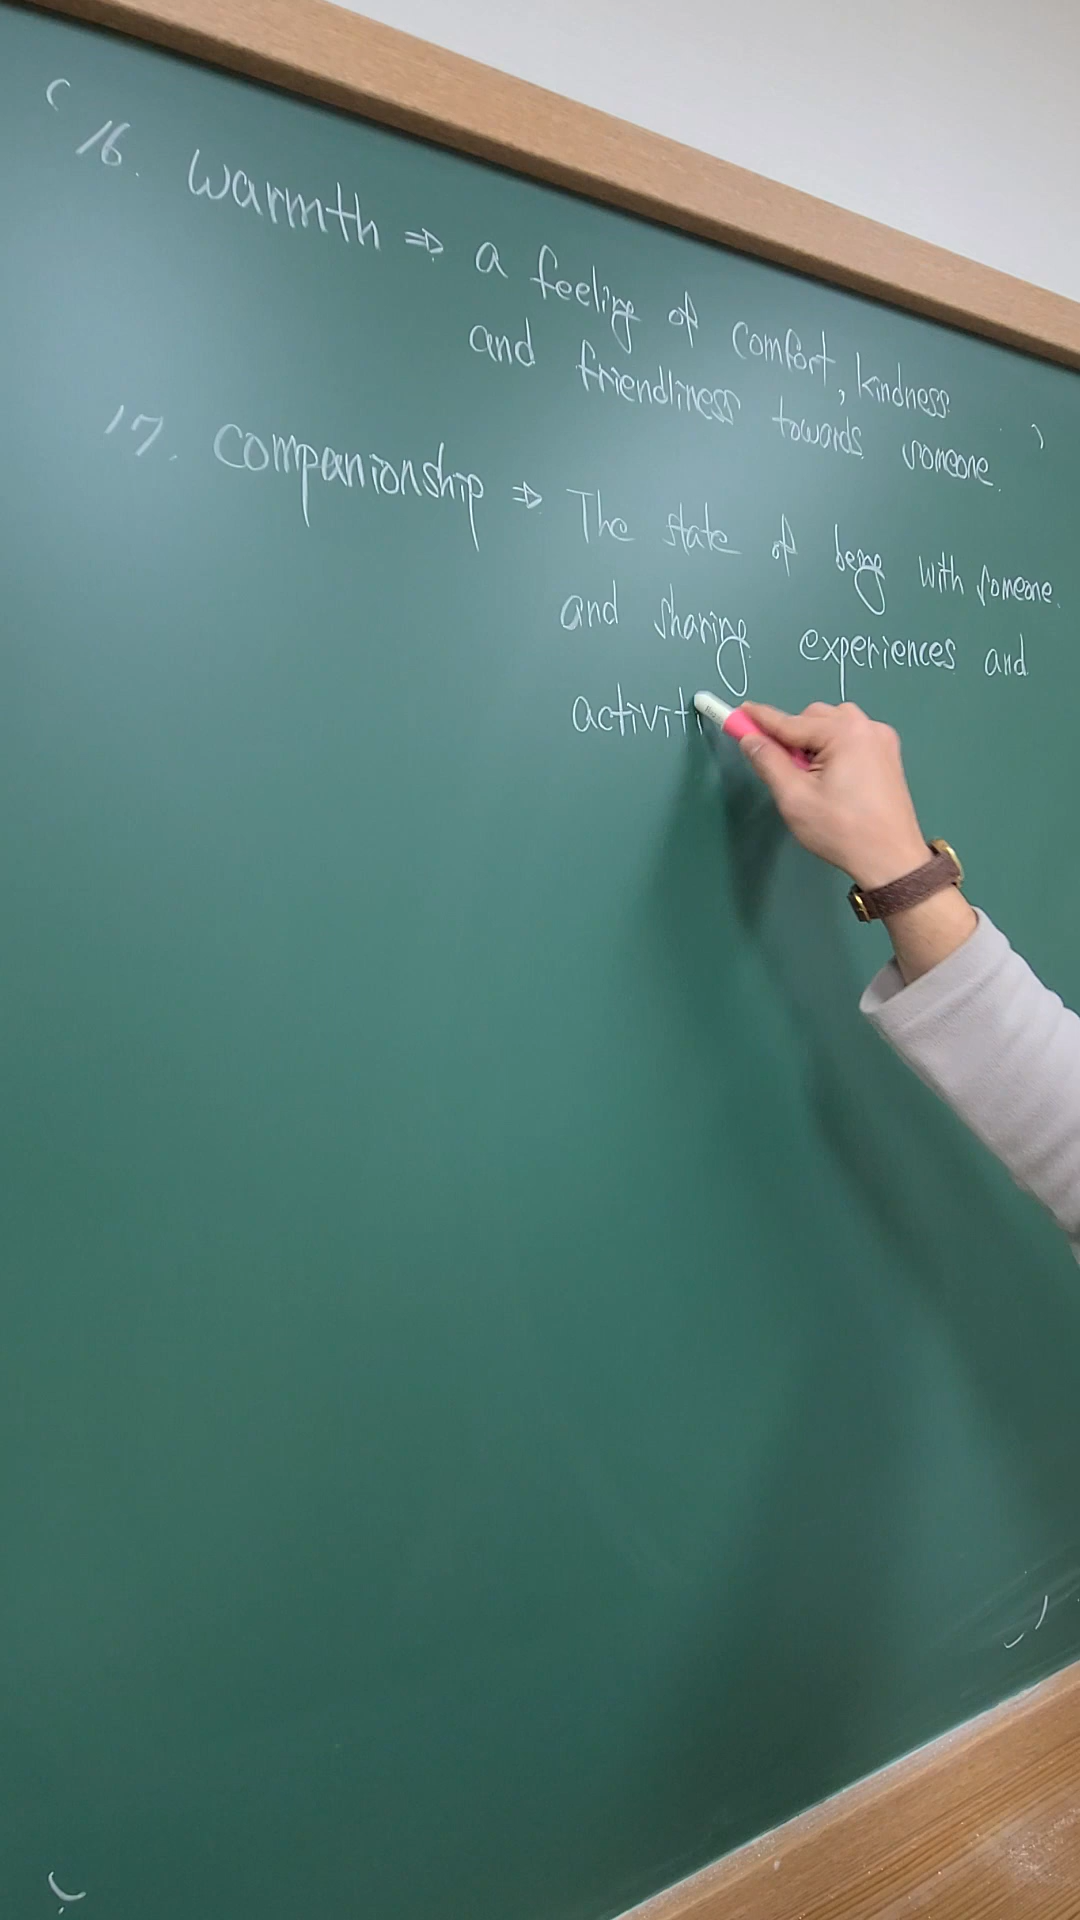 16. warmth ⇒ a feeling of comfort, kindness
and friendliness towards someone.
17. companionship ⇒ The state of being with someone.
and sharing experiences and
activiti